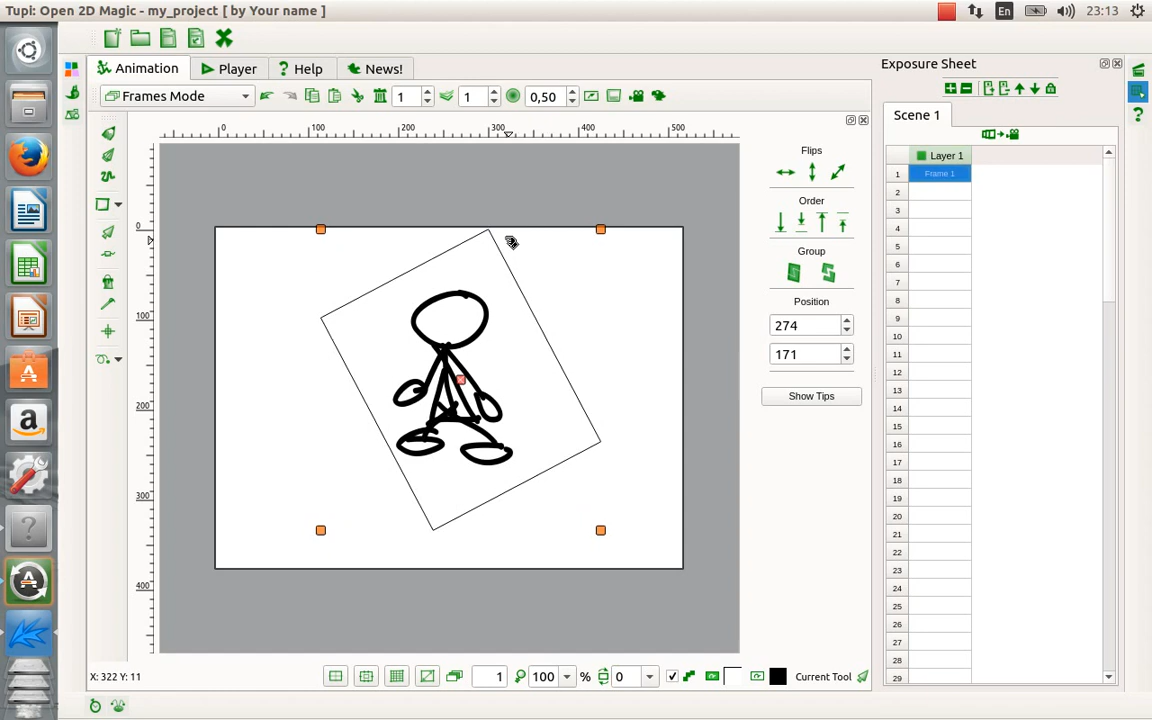 Tupi: Open 2D Magic - my_project [ by Your name ]
En
23:13
Animation
Player
Help
News!
Exposure Sheet
Frames Mode
1
1
0,50
Scene 1
0
100
200
300
400
500
Flips
Layer 1
1
Frame 1
2
3
Order
0
4
5
Group
6
7
8
Position
9
274
100
10
171
11
12
Show Tips
13
14
200
15
16
17
18
300
19
20
21
22
400
23
24
25
26
27
28
29
X: 322 Y: 11
1
100
%
0
Current Tool